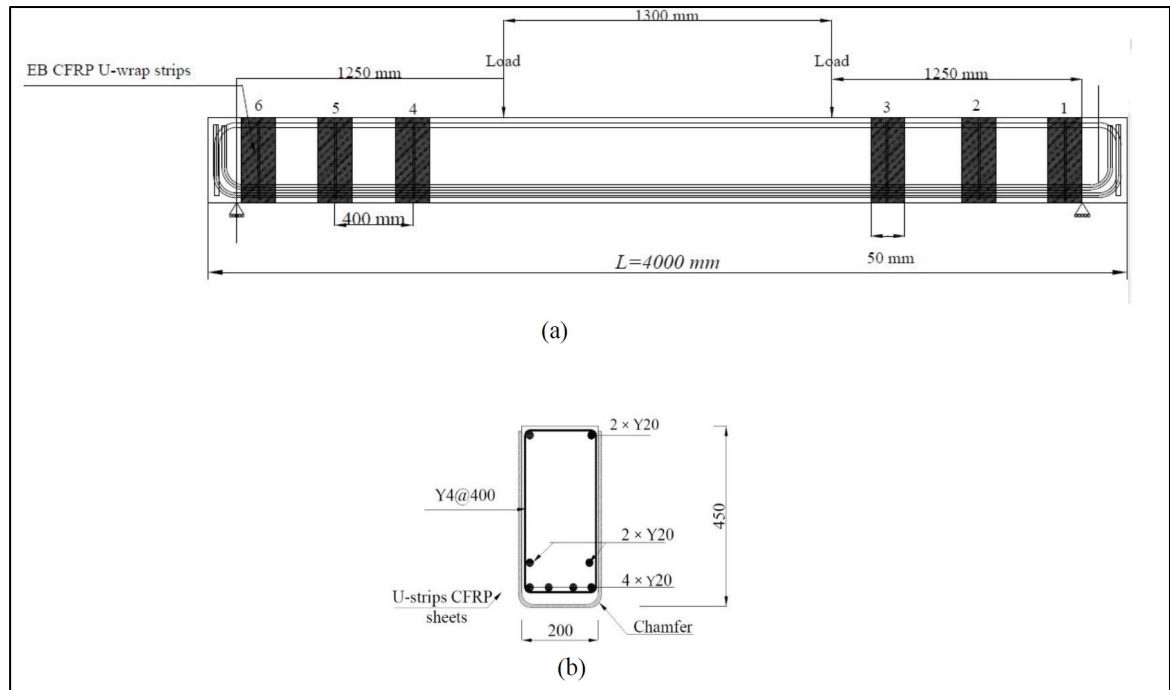 1300 mm
Load
Load
EB CFRP U-wrap strips
1250 mm
1250 mm
6
5
4
3
2
1
400 mm
50 mm
L=4000 mm
(a)
2 × Y20
Y4@400
450
2 × Y20
4 × Y20
U-strips CFRP
sheets
200
Chamfer
(b)